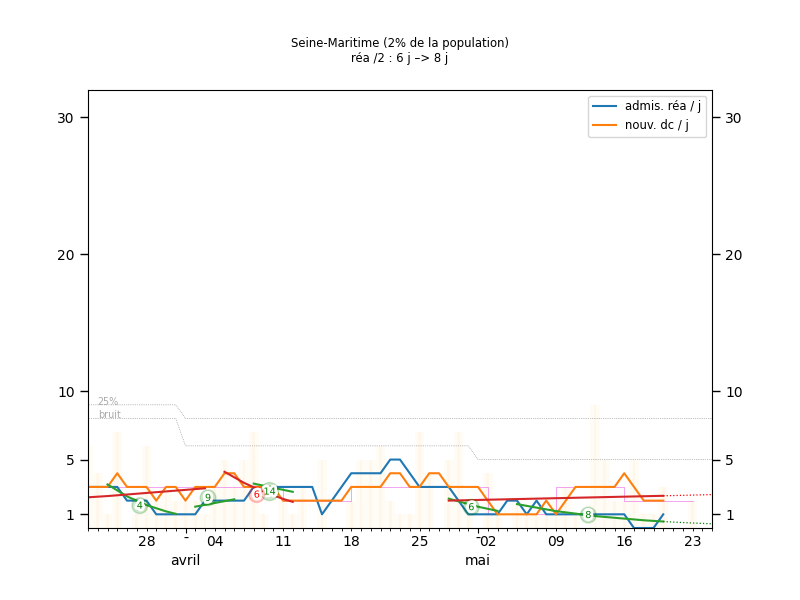 Seine-Maritime (2% de la population)
réa /2 : 6 j –> 8 j
admis. réa / j
nouv. dc / j
30 30
20 20
10 10
25%
bruit
5 5
4 9 6 14 6 8
1 1
28 - 04 11 18 25 -02 09 16 23
avril mai